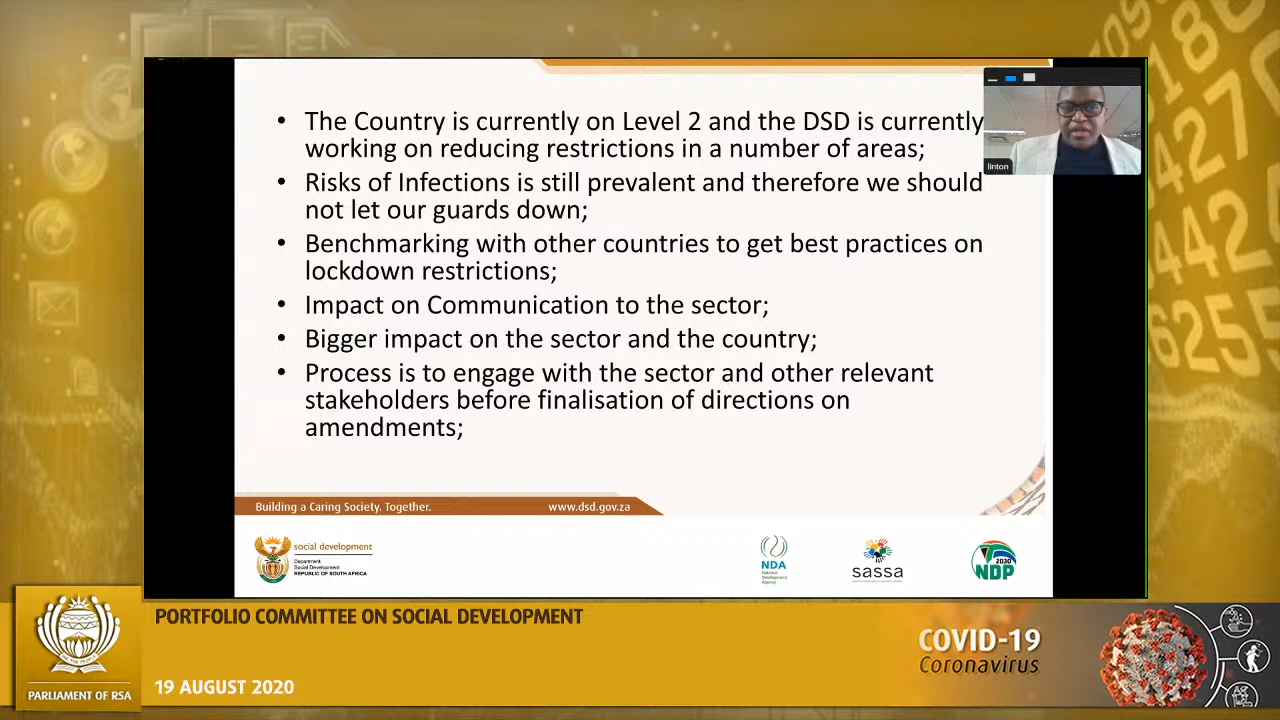 • The Country is currently on Level 2 and the DSD is currently
working on reducing restrictions in a number of areas;
• Risks of Infections is still prevalent and therefore we should
not let our guards down;
• Benchmarking with other countries to get best practices on
lockdown restrictions;
• Impact on Communication to the sector;
• Bigger impact on the sector and the country;
• Process is to engage with the sector and other relevant
stakeholders before finalisation of directions on
amendments;
linton
Building a Caring Society. Together.
www.dsd.gov.za
social development
Department:
Social Development
REPUBLIC OF SOUTH AFRICA
NDA
National
Development
Agency
sassa
2030
NDP
PORTFOLIO COMMITTEE ON SOCIAL DEVELOPMENT
19 AUGUST 2020
PARLIAMENT OF RSA
COVID-19
Coronavirus